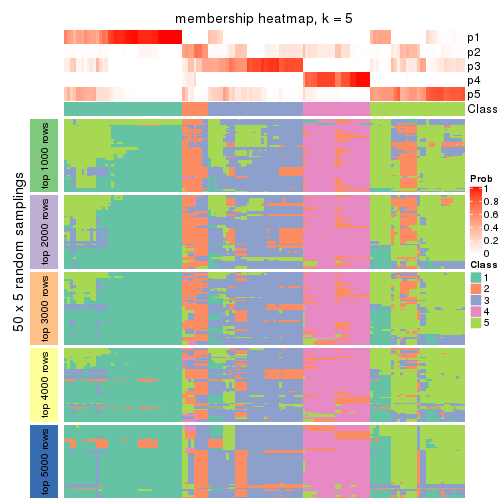 membership heatmap, k = 5
p1
p2
p3
p4
p5
Class
50 x 5 random samplings
top 1000 rows
top 2000 rows
top 3000 rows
top 4000 rows
top 5000 rows
Prob
1
0.8
0.6
0.4
0.2
0
Class
1
2
3
4
5